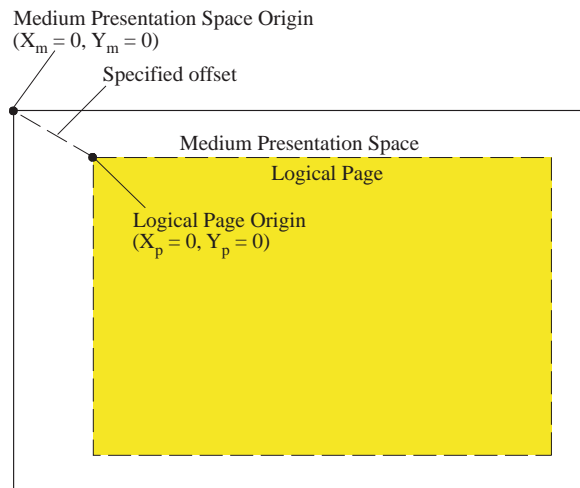 Medium Presentation Space Origin
(Xm = 0, Ym = 0)
Specified offset
Medium Presentation Space
Logical Page
Logical Page Origin
(Xp = 0, Yp = 0)